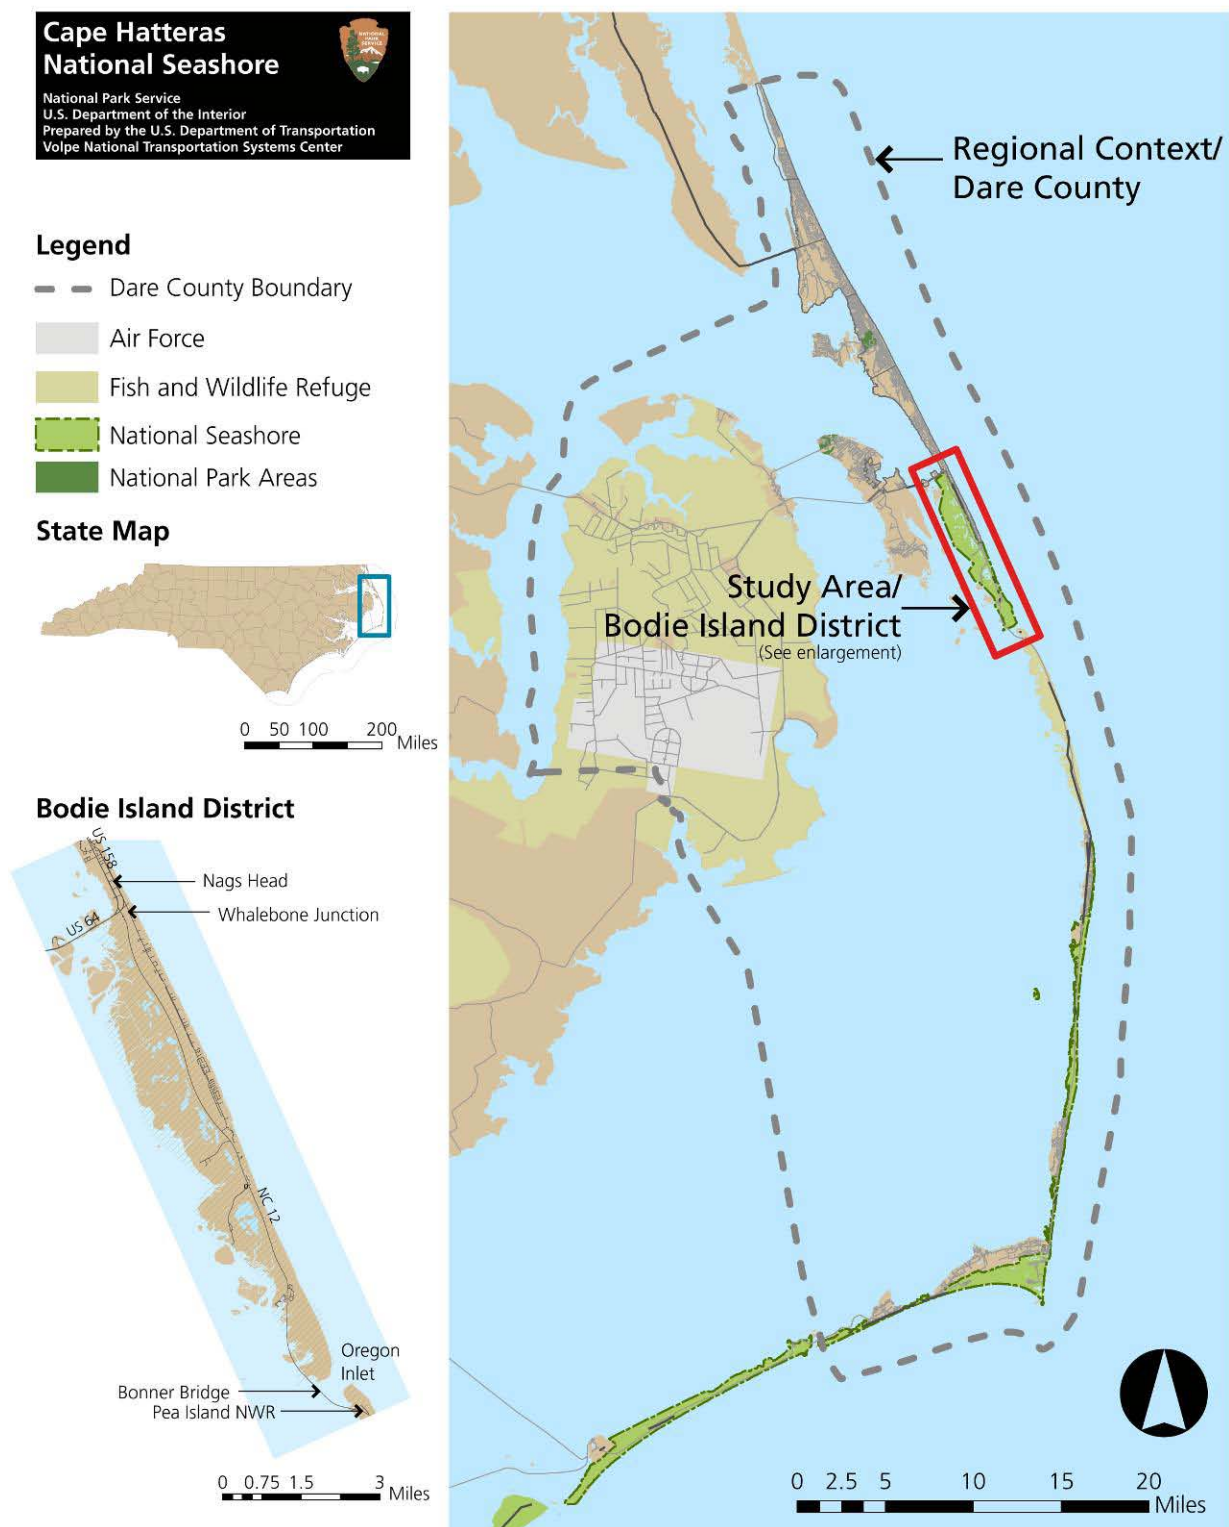 Cape Hatteras
National Seashore
NATIONAL
PARK
SERVICE
National Park Service
U.S. Department of the Interior
Prepared by the U.S. Department of Transportation
Volpe National Transportation Systems Center
Legend
Dare County Boundary
Air Force
Fish and Wildlife Refuge
National Seashore
National Park Areas
State Map
0 50 100 200 Miles
Bodie Island District
US 158
Nags Head
Whalebone Junction
US 64
NC 12
Oregon
Inlet
Bonner Bridge
Pea Island NWR
0 0.75 1.5 3 Miles
Regional Context/
Dare County
Study Area/
Bodie Island District
(See enlargement)
0 2.5 5 10 15 20 Miles